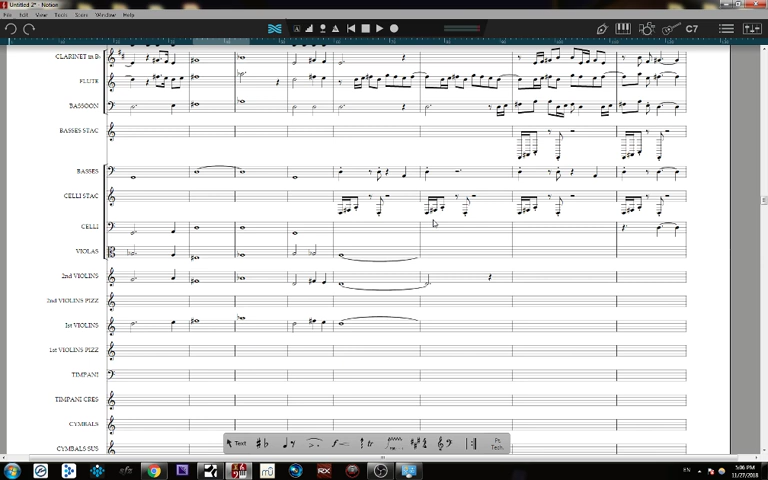 Untitled 2* - Notion
File Edit View Tools Score Window Help
C7
CLARINET in B♭
FLUTE
BASSOON
BASSES STAC
BASSES
CELLI STAC
CELLI
VIOLAS
2nd VIOLINS
2nd VIOLINS PIZZ
1st VIOLINS
1st VIOLINS PIZZ
TIMPANI
TIMPANI CRES
CYMBALS
CYMBALS SUS
Text
Pt. Tech.
EN
5:06 PM
11/27/2018